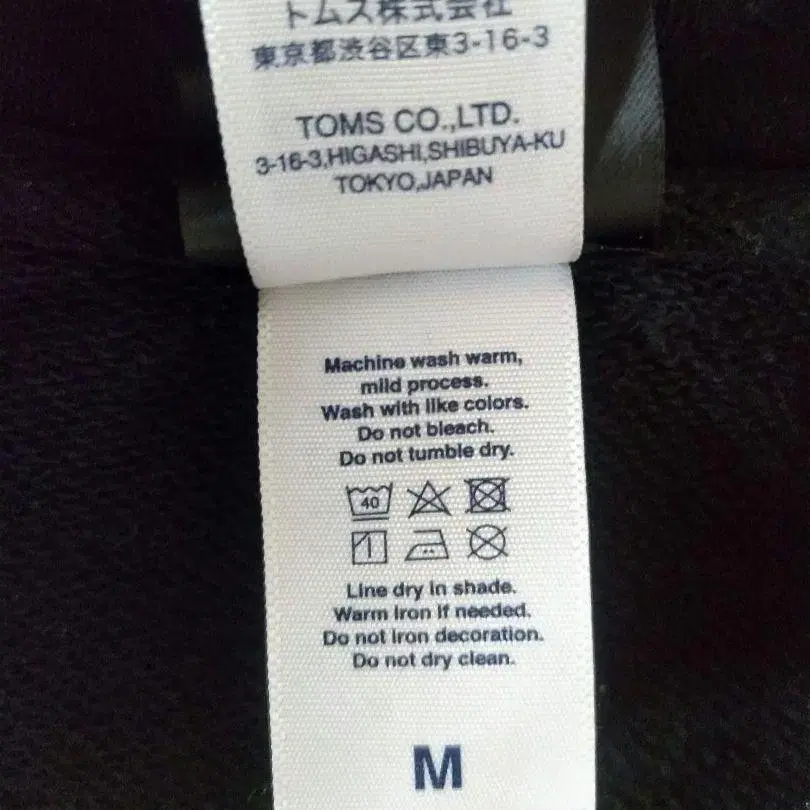 トムス株式会社
東京都渋谷区東3-16-3
TOMS CO.,LTD.
3-16-3,HIGASHI,SHIBUYA-KU
TOKYO,JAPAN
Machine wash warm,
mild process.
Wash with like colors.
Do not bleach.
Do not tumble dry.
40
Line dry in shade.
Warm iron if needed.
Do not iron decoration.
Do not dry clean.
M